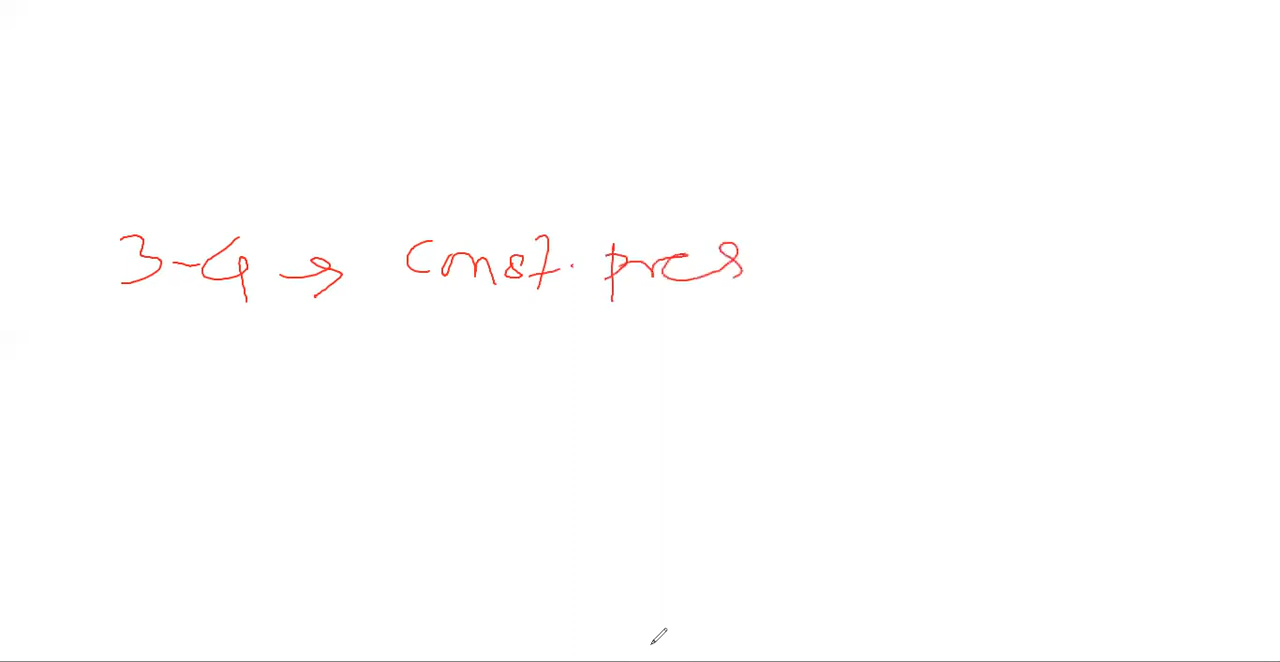 3-4 → const. pres